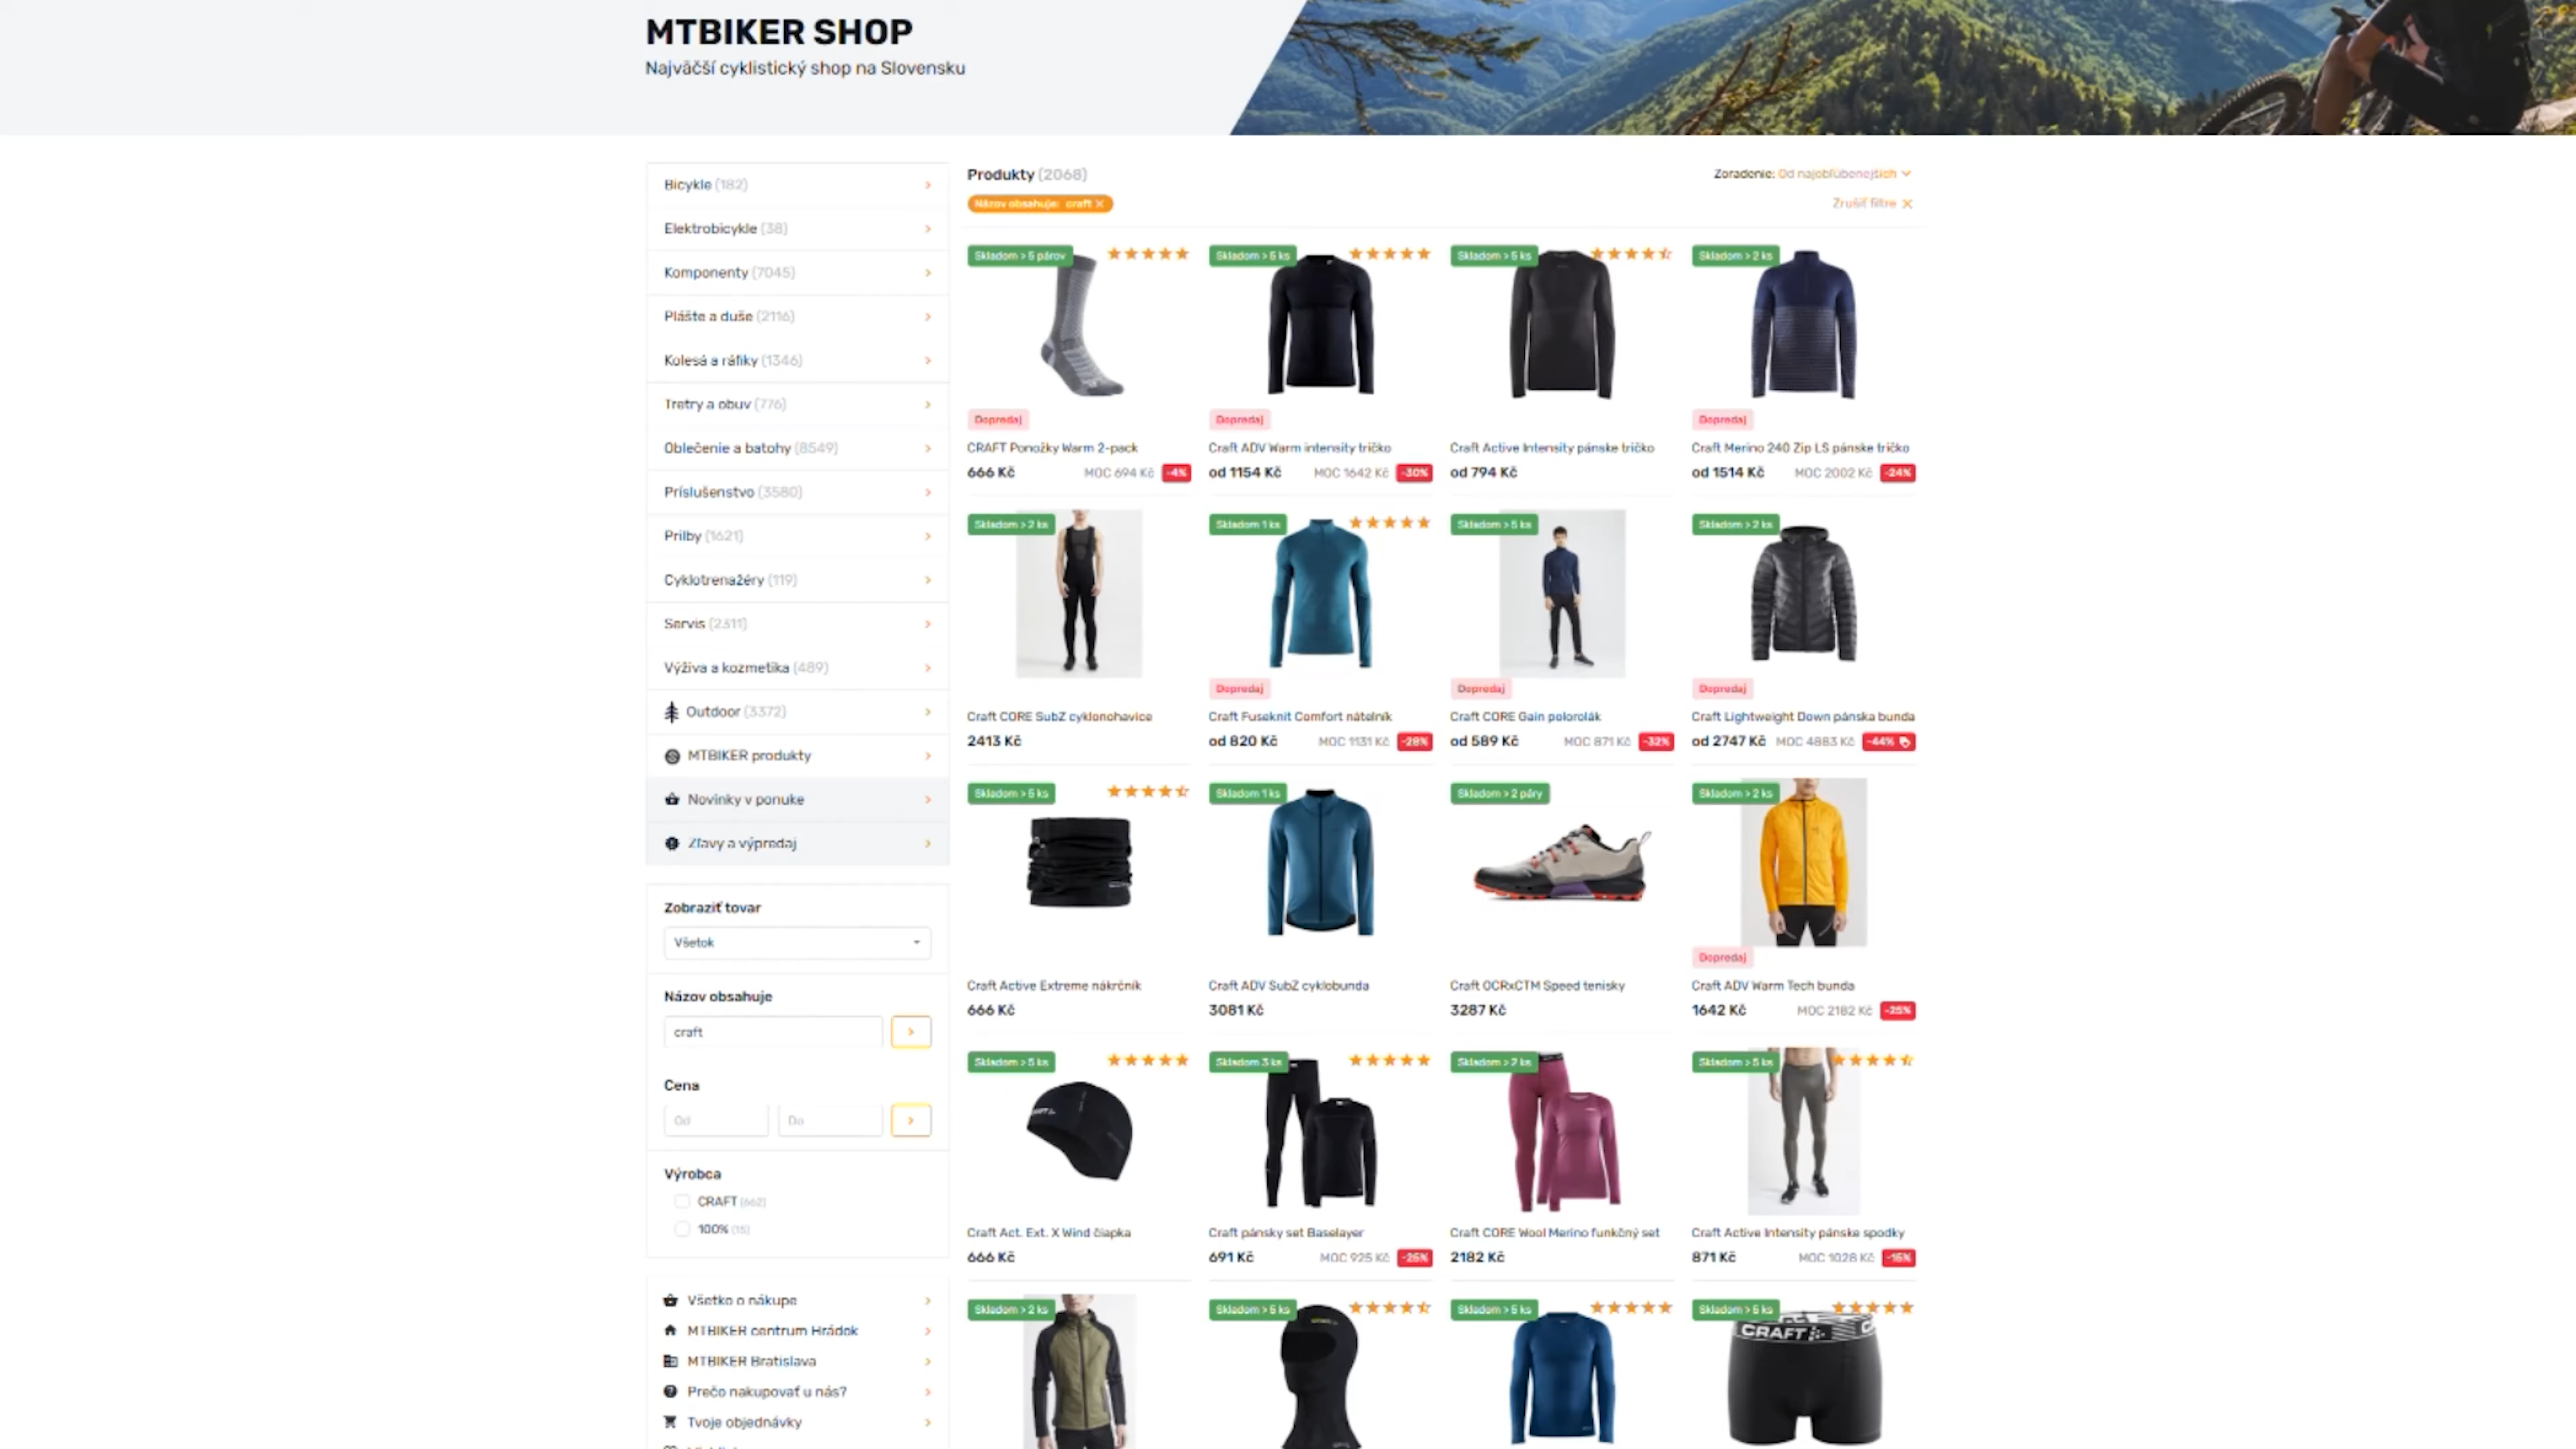 MTBIKER SHOP
Najväčší cyklistický shop na Slovensku
Bicykle (182)
Elektrobicykle (38)
Komponenty (7045)
Plášte a duše (2116)
Kolesá a ráfiky (1346)
Tretry a obuv (776)
Oblečenie a batohy (8549)
Príslušenstvo (3580)
Prilby (1621)
Cyklotrenažéry (119)
Servis (2311)
Výživa a kozmetika (489)
Outdoor (3372)
MTBIKER produkty
Novinky v ponuke
Zľavy a výpredaj
Zobraziť tovar
Všetok
Názov obsahuje
craft
Cena
Od Do
Výrobca
CRAFT (662)
100% (15)
Všetko o nákupe
MTBIKER centrum Hrádok
MTBIKER Bratislava
Prečo nakupovať u nás?
Tvoje objednávky
Produkty (2068)
Zoradenie: Od najobľúbenejších
Názov obsahuje: craft
Zrušiť filtre
Skladom > 5 párov
Dopredaj
CRAFT Ponožky Warm 2-pack
666 Kč MOC 694 Kč -4%
Skladom > 5 ks
Dopredaj
Craft ADV Warm intensity tričko
od 1154 Kč MOC 1642 Kč -30%
Skladom > 5 ks
Craft Active Intensity pánske tričko
od 794 Kč
Skladom > 2 ks
Dopredaj
Craft Merino 240 Zip LS pánske tričko
od 1514 Kč MOC 2002 Kč -24%
Skladom > 2 ks
Craft CORE SubZ cyklonohavice
2413 Kč
Skladom 1 ks
Dopredaj
Craft Fuseknit Comfort nátelník
od 820 Kč MOC 1131 Kč -28%
Skladom > 5 ks
Dopredaj
Craft CORE Gain polorolák
od 589 Kč MOC 871 Kč -32%
Skladom > 2 ks
Dopredaj
Craft Lightweight Down pánska bunda
od 2747 Kč MOC 4883 Kč -44%
Skladom > 5 ks
Craft Active Extreme nákrčník
666 Kč
Skladom 1 ks
Craft ADV SubZ cyklobunda
3081 Kč
Skladom > 2 páry
Craft OCRxCTM Speed tenisky
3287 Kč
Skladom > 2 ks
Dopredaj
Craft ADV Warm Tech bunda
1642 Kč MOC 2182 Kč -25%
Skladom > 5 ks
Craft Act. Ext. X Wind čiapka
666 Kč
Skladom 3 ks
Craft pánsky set Baselayer
691 Kč MOC 925 Kč -25%
Skladom > 2 ks
Craft CORE Wool Merino funkčný set
2182 Kč
Skladom > 5 ks
Craft Active Intensity pánske spodky
871 Kč MOC 1028 Kč -15%
Skladom > 2 ks
Skladom > 5 ks
Skladom > 5 ks
Skladom > 5 ks
CRAFT